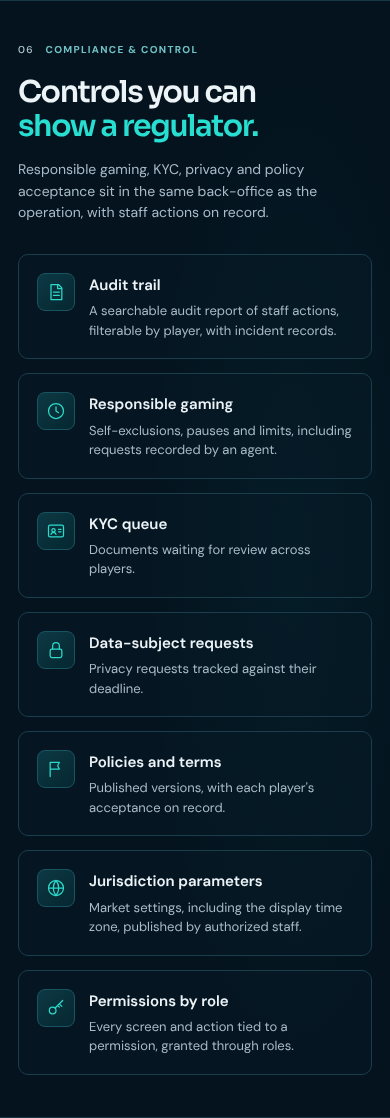 06 COMPLIANCE & CONTROL
Controls you can
show a regulator.
Responsible gaming, KYC, privacy and policy
acceptance sit in the same back-office as the
operation, with staff actions on record.
Audit trail
A searchable audit report of staff actions,
filterable by player, with incident records.
Responsible gaming
Self-exclusions, pauses and limits, including
requests recorded by an agent.
KYC queue
Documents waiting for review across
players.
Data-subject requests
Privacy requests tracked against their
deadline.
Policies and terms
Published versions, with each player's
acceptance on record.
Jurisdiction parameters
Market settings, including the display time
zone, published by authorized staff.
Permissions by role
Every screen and action tied to a
permission, granted through roles.